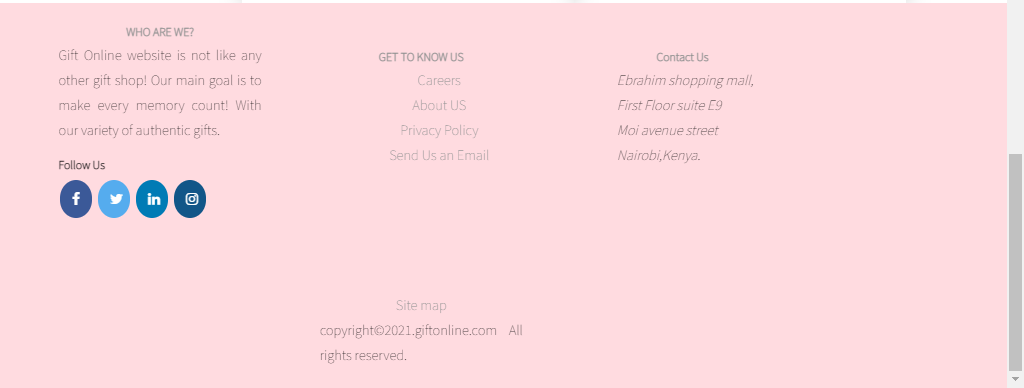 WHO ARE WE?
Gift Online website is not like any
other gift shop! Our main goal is to
make every memory count! With
our variety of authentic gifts.
Follow Us
GET TO KNOW US
Careers
About US
Privacy Policy
Send Us an Email
Contact Us
Ebrahim shopping mall,
First Floor suite E9
Moi avenue street
Nairobi,Kenya.
Site map
copyright©2021.giftonline.com All
rights reserved.